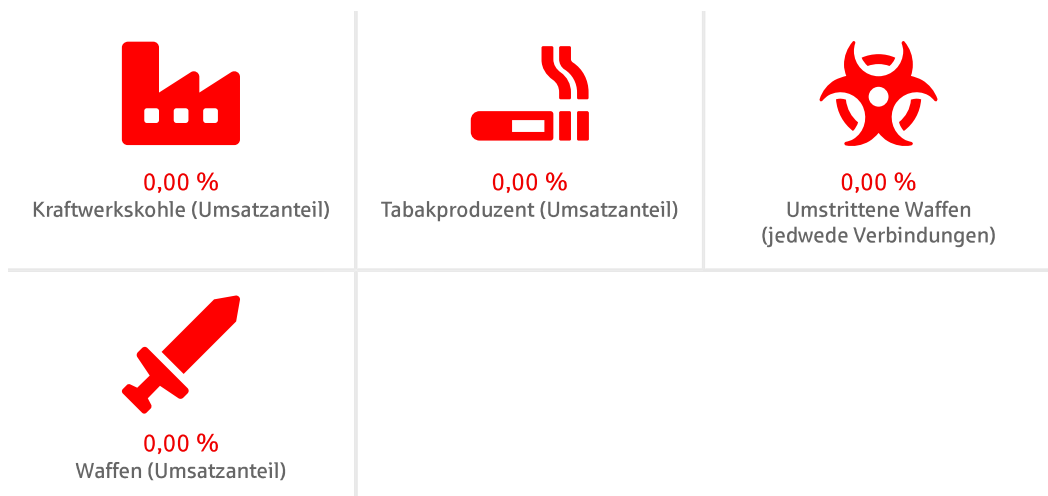 0,00 %
Kraftwerkskohle (Umsatzanteil)
0,00 %
Tabakproduzent (Umsatzanteil)
0,00 %
Umstrittene Waffen
(jedwede Verbindungen)
0,00 %
Waffen (Umsatzanteil)